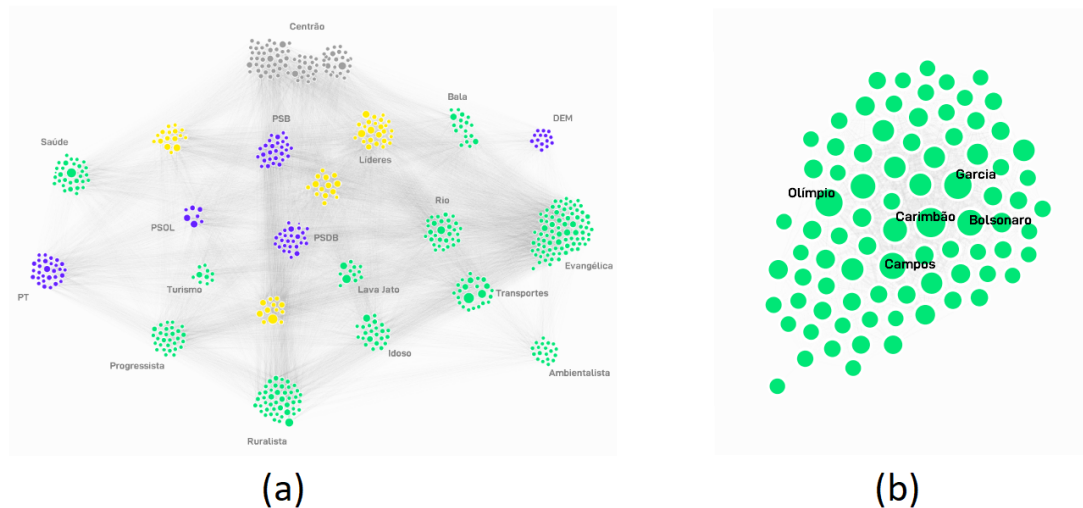 Centrão
Bala
DEM
PSB
Saúde
Líderes
Rio
Garcia
Olímpio
Carimbão
Bolsonaro
PSOL
PSDB
Evangélica
Campos
PT
Turismo
Lava Jato
Transportes
Progressista
Idoso
Ambientalista
Ruralista
(a)
(b)